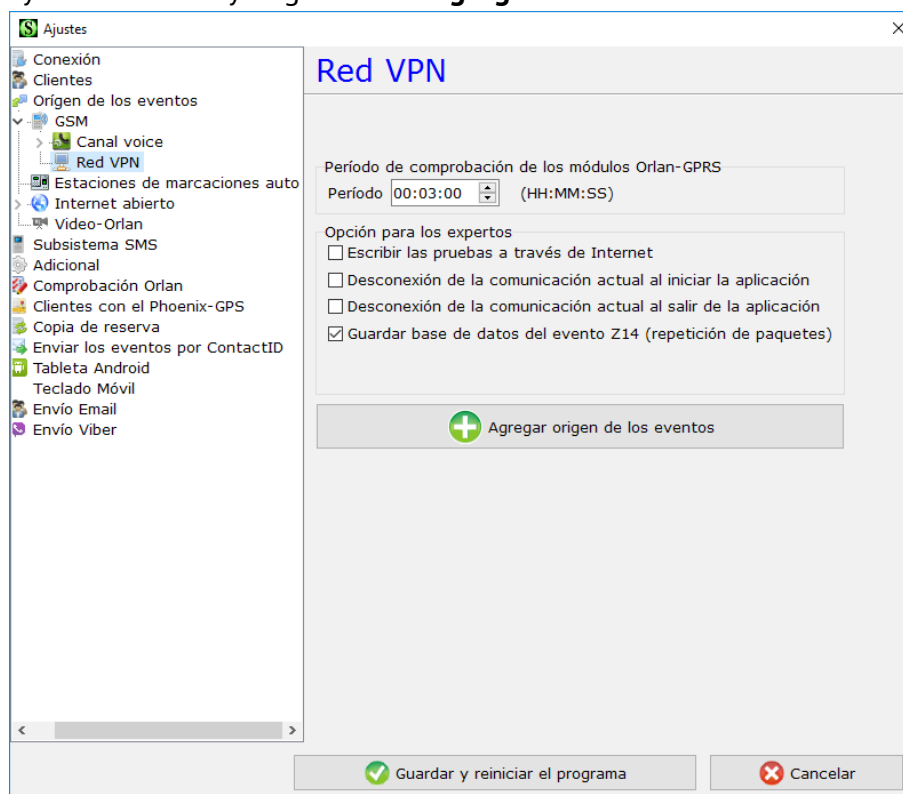 Ajustes
Conexión
Clientes
Orígen de los eventos
GSM
Canal voice
Red VPN
Estaciones de marcaciones auto
Internet abierto
Video-Orlan
Subsistema SMS
Adicional
Comprobación Orlan
Clientes con el Phoenix-GPS
Copia de reserva
Enviar los eventos por ContactID
Tableta Android
Teclado Móvil
Envío Email
Envío Viber
Red VPN
Período de comprobación de los módulos Orlan-GPRS
Período 00:03:00 (HH:MM:SS)
Opción para los expertos
Escribir las pruebas a través de Internet
Desconexión de la comunicación actual al iniciar la aplicación
Desconexión de la comunicación actual al salir de la aplicación
Guardar base de datos del evento Z14 (repetición de paquetes)
Agregar origen de los eventos
Guardar y reiniciar el programa
Cancelar